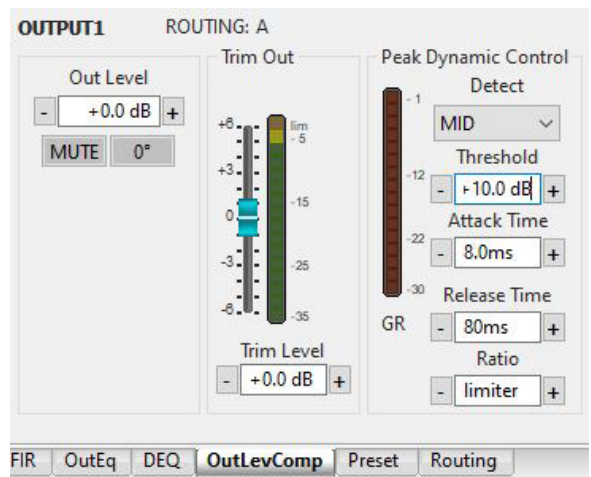 OUTPUT1 ROUTING: A
Trim Out
Peak Dynamic Control
Out Level
- +0.0 dB +
MUTE 0°
+6
+3
0
-3
-6
lim
-5
-15
-25
-35
Trim Level
- +0.0 dB +
-1
-12
-22
-30
GR
Detect
MID
Threshold
- +10.0 dB +
Attack Time
- 8.0ms +
Release Time
- 80ms +
Ratio
- limiter +
FIR OutEq DEQ OutLevComp Preset Routing